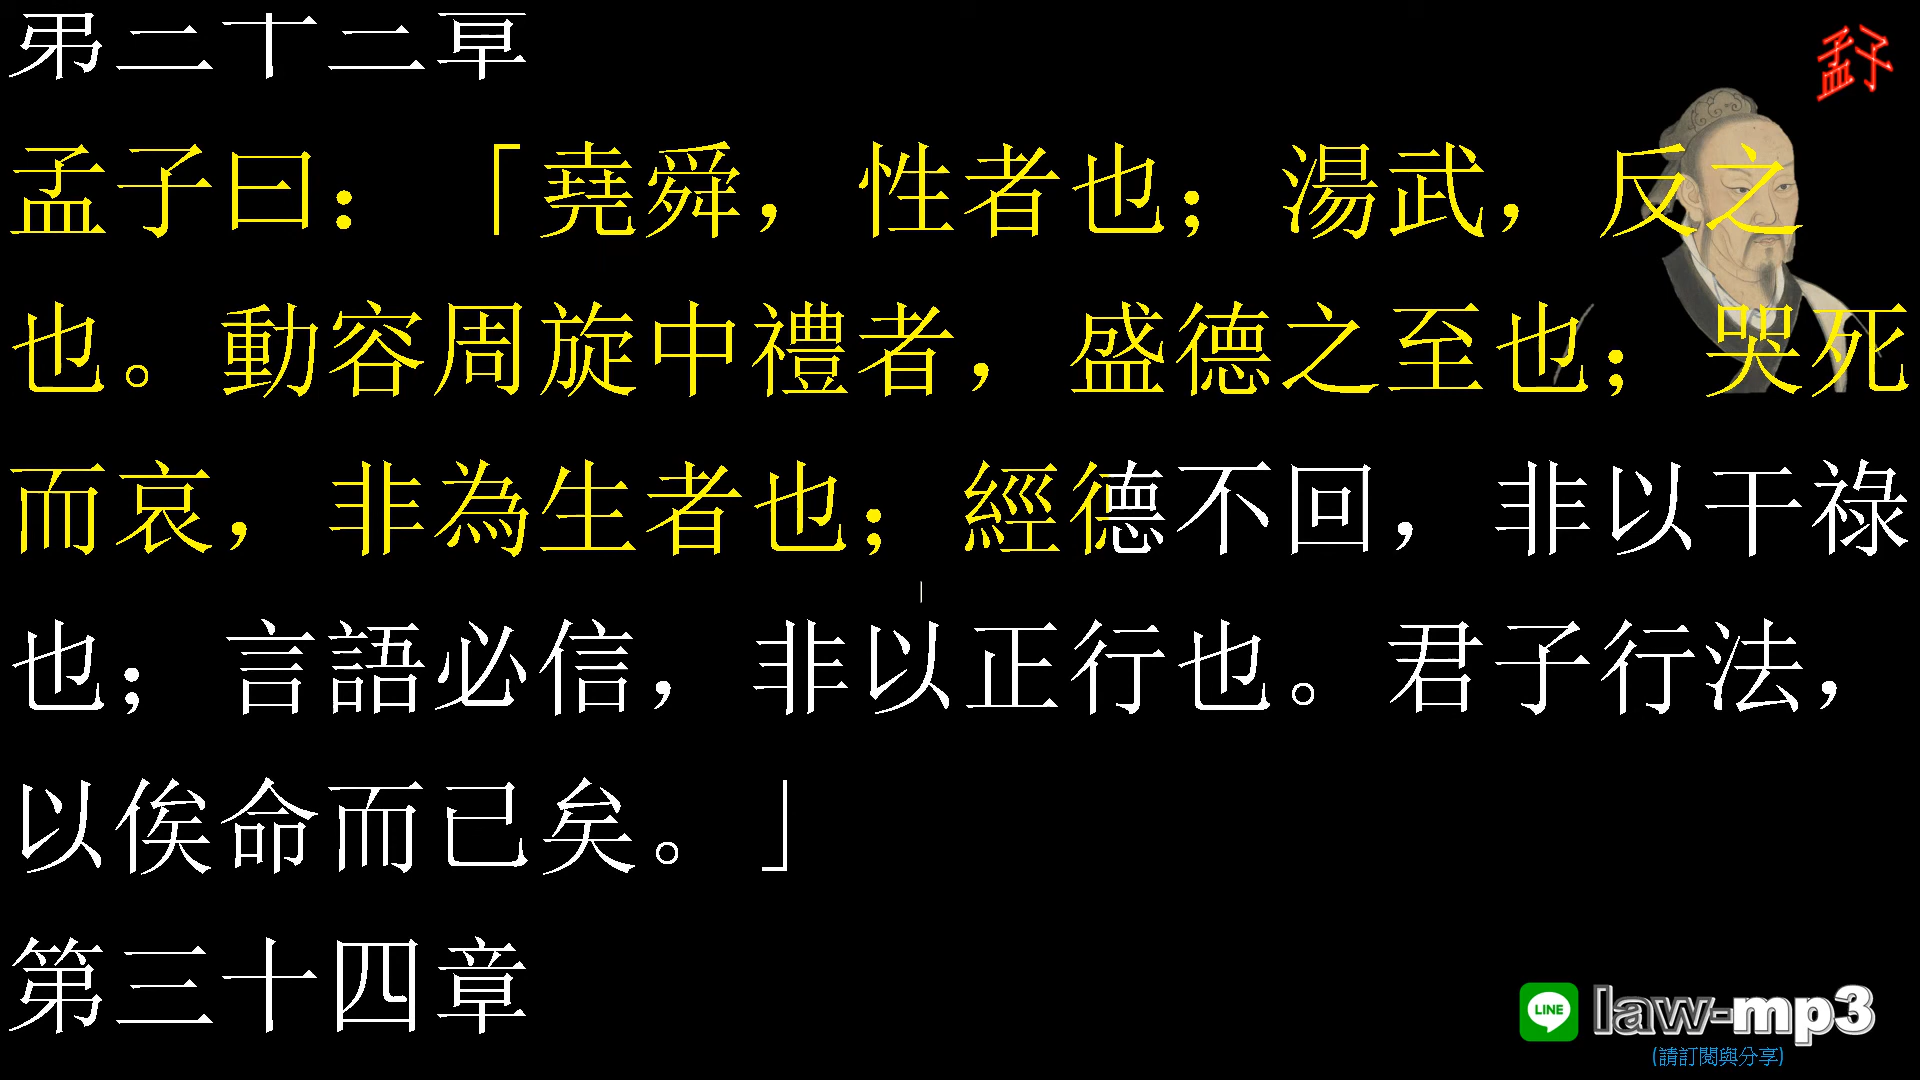 第三十三章
孟子
孟子曰：「堯舜，性者也；湯武，反之
也。動容周旋中禮者，盛德之至也；哭死
而哀，非為生者也；經德不回，非以干祿
也；言語必信，非以正行也。君子行法，
以俟命而已矣。」
第三十四章
LINE law-mp3
(請訂閱與分享)